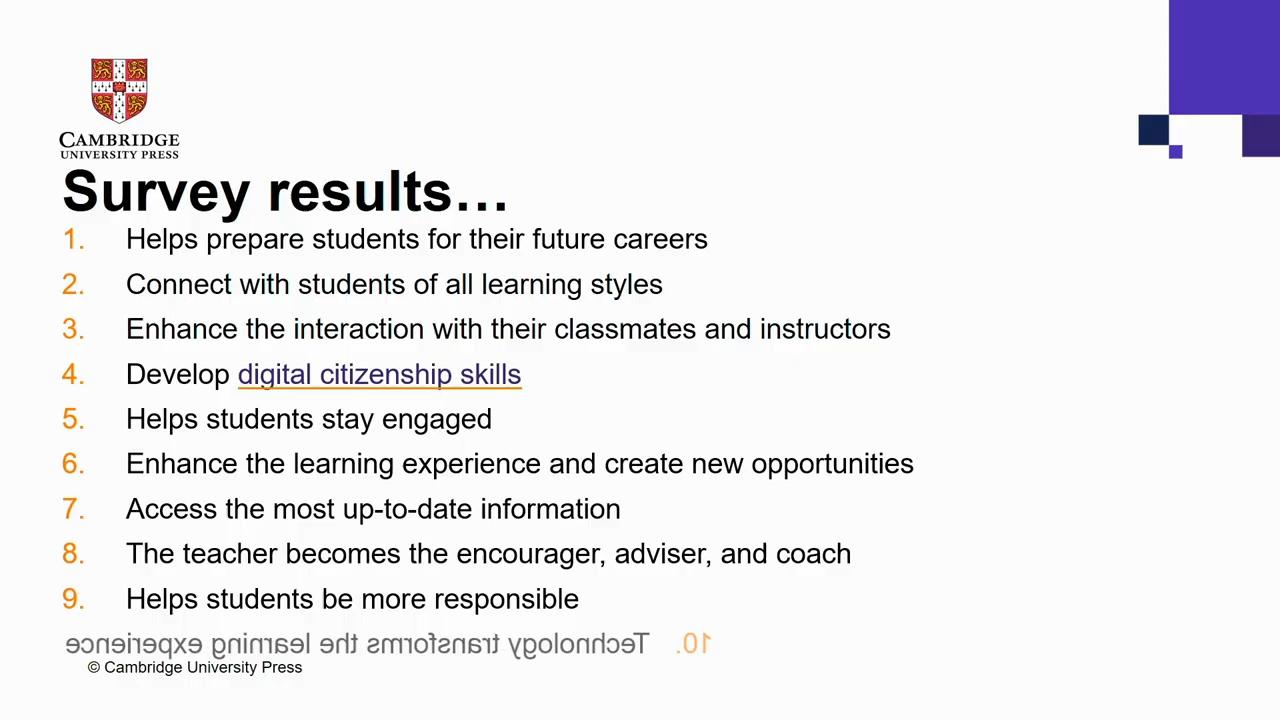 CAMBRIDGE
UNIVERSITY PRESS
Survey results…
1. Helps prepare students for their future careers
2. Connect with students of all learning styles
3. Enhance the interaction with their classmates and instructors
4. Develop digital citizenship skills
5. Helps students stay engaged
6. Enhance the learning experience and create new opportunities
7. Access the most up-to-date information
8. The teacher becomes the encourager, adviser, and coach
9. Helps students be more responsible
10. Technology transforms the learning experience
© Cambridge University Press